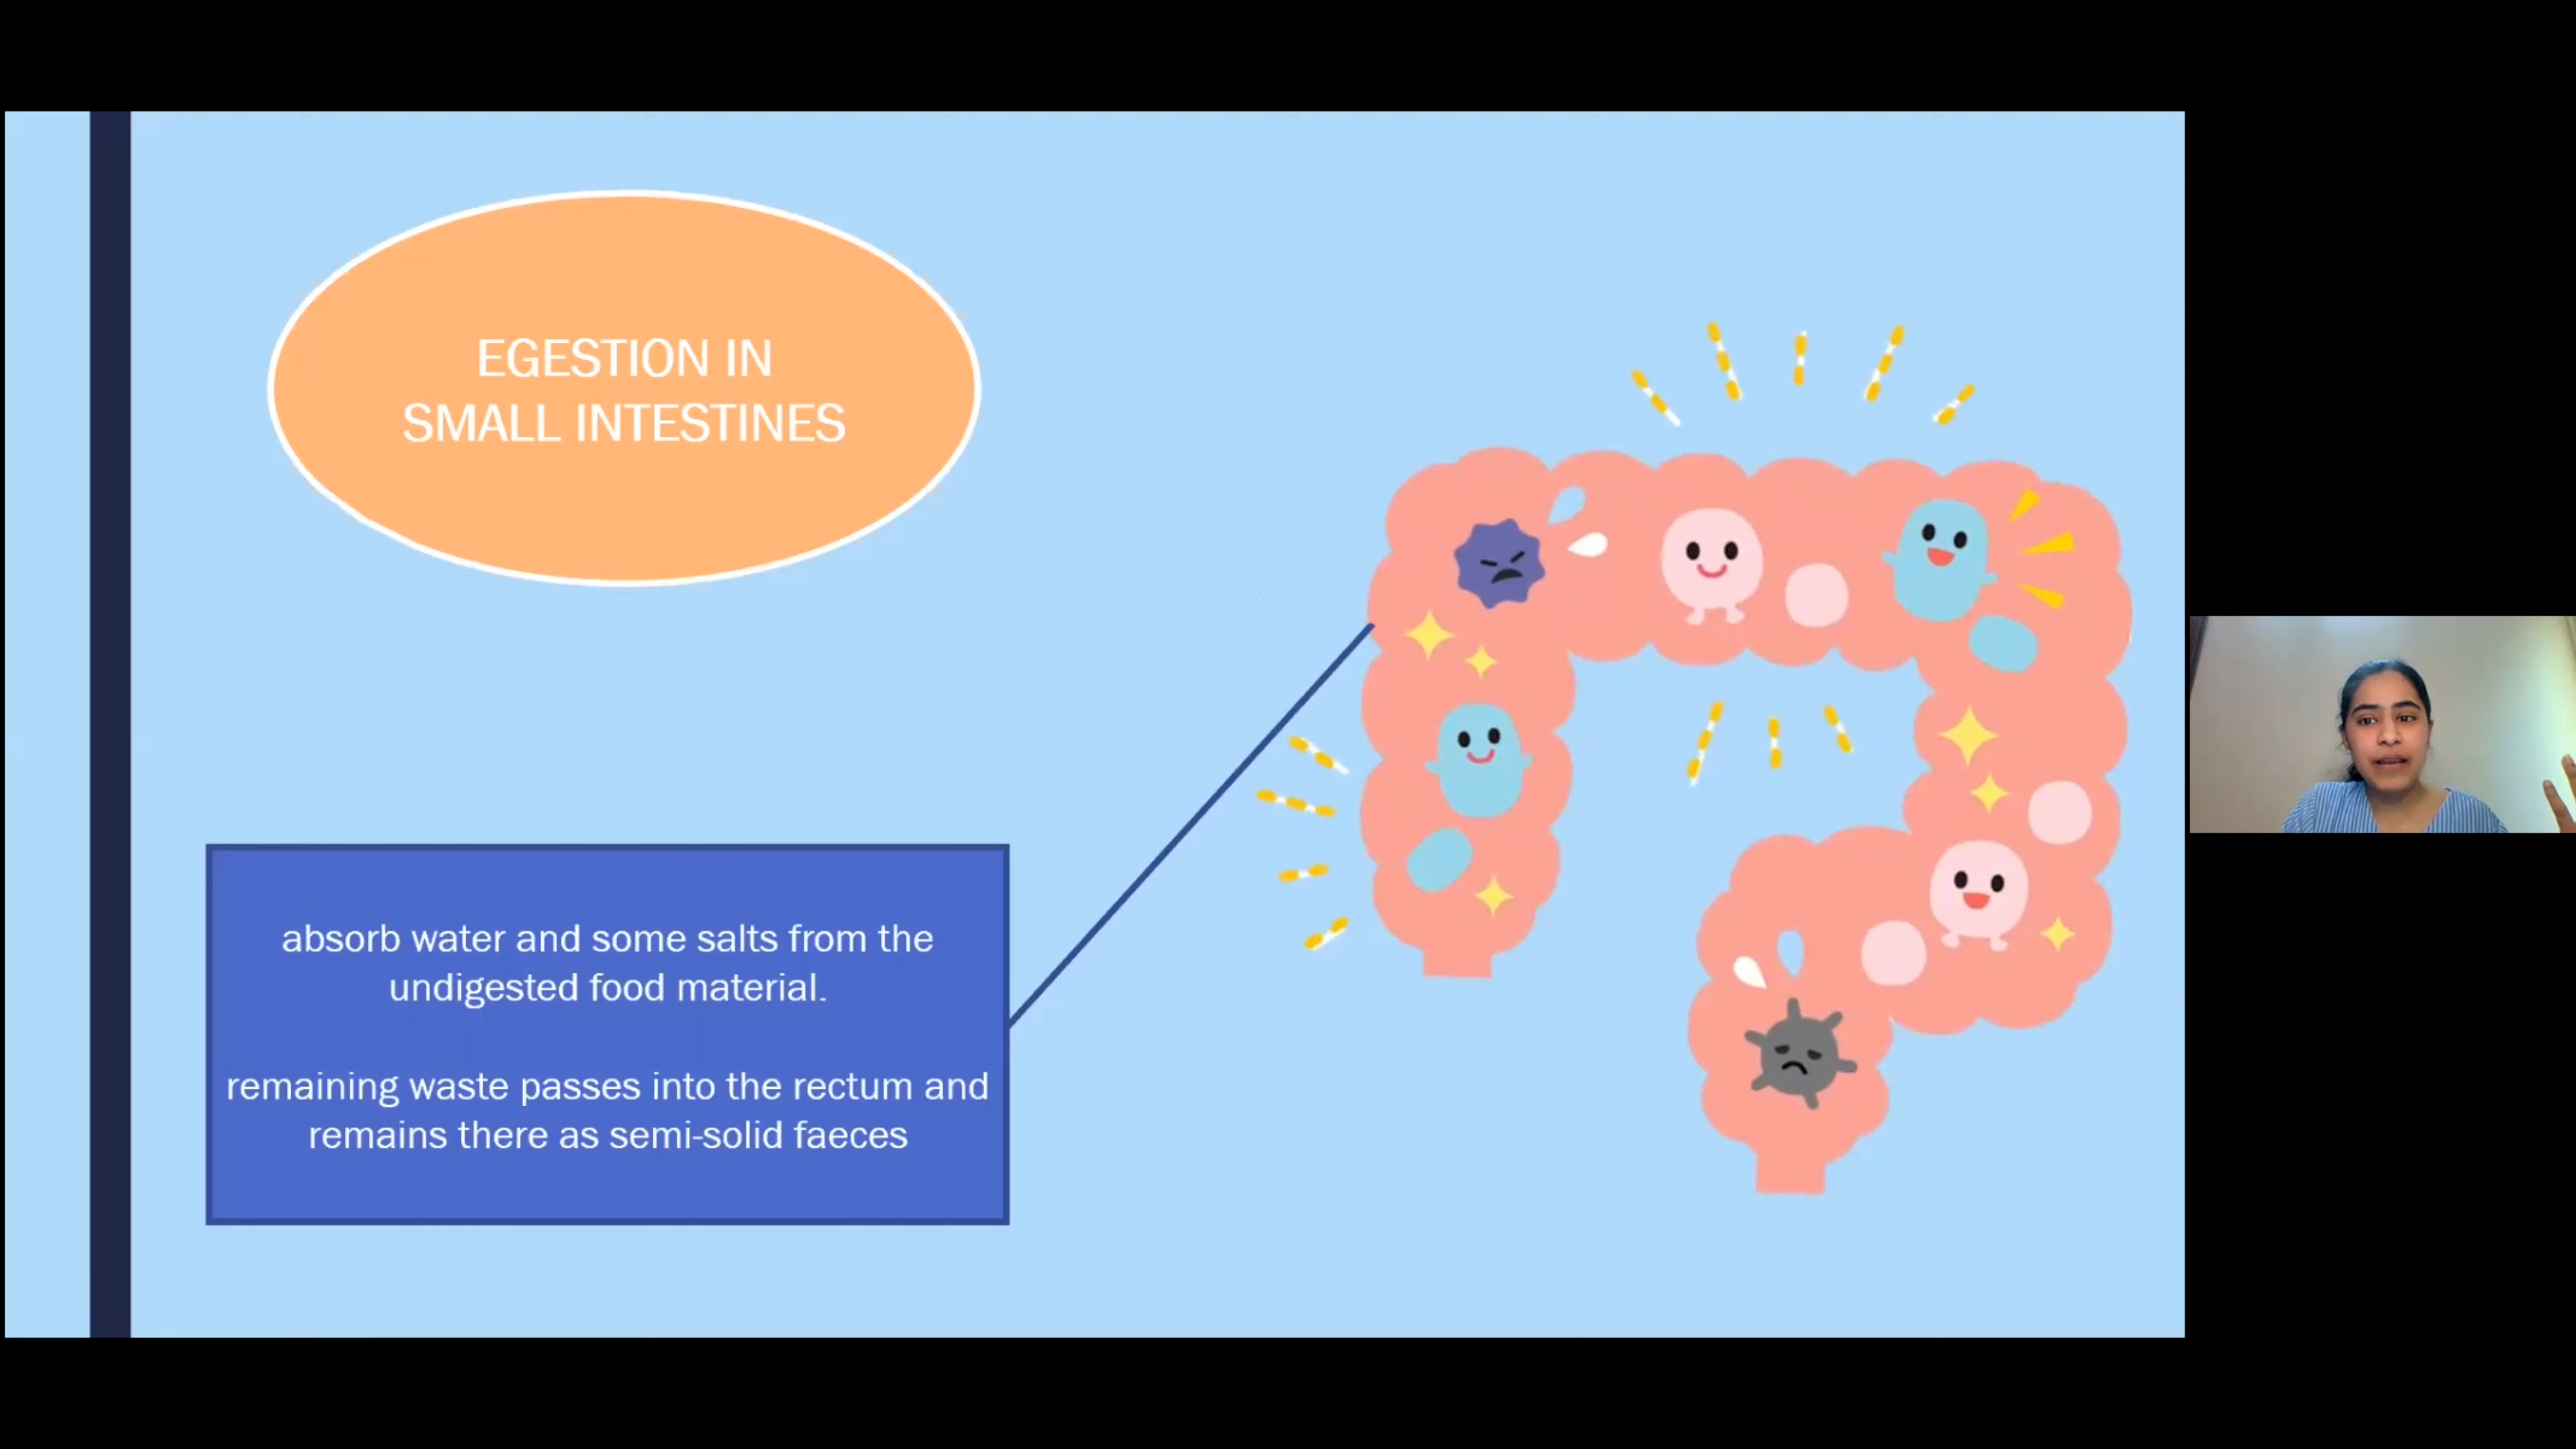 EGESTION IN
SMALL INTESTINES
absorb water and some salts from the
undigested food material.
remaining waste passes into the rectum and
remains there as semi-solid faeces